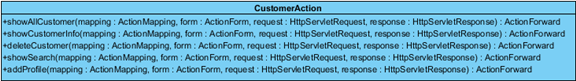 CustomerAction
+showAllCustomer(mapping : ActionMapping, form : ActionForm, request : HttpServletRequest, response : HttpServletResponse) : ActionForward
+showCustomerInfo(mapping : ActionMapping, form : ActionForm, request : HttpServletRequest, response : HttpServletResponse) : ActionForward
+deleteCustomer(mapping : ActionMapping, form : ActionForm, request : HttpServletRequest, response : HttpServletResponse) : ActionForward
+showSearch(mapping : ActionMapping, form : ActionForm, request : HttpServletRequest, response : HttpServletResponse) : ActionForward
+addProfile(mapping : ActionMapping, form : ActionForm, request : HttpServletRequest, response : HttpServletResponse) : ActionForward